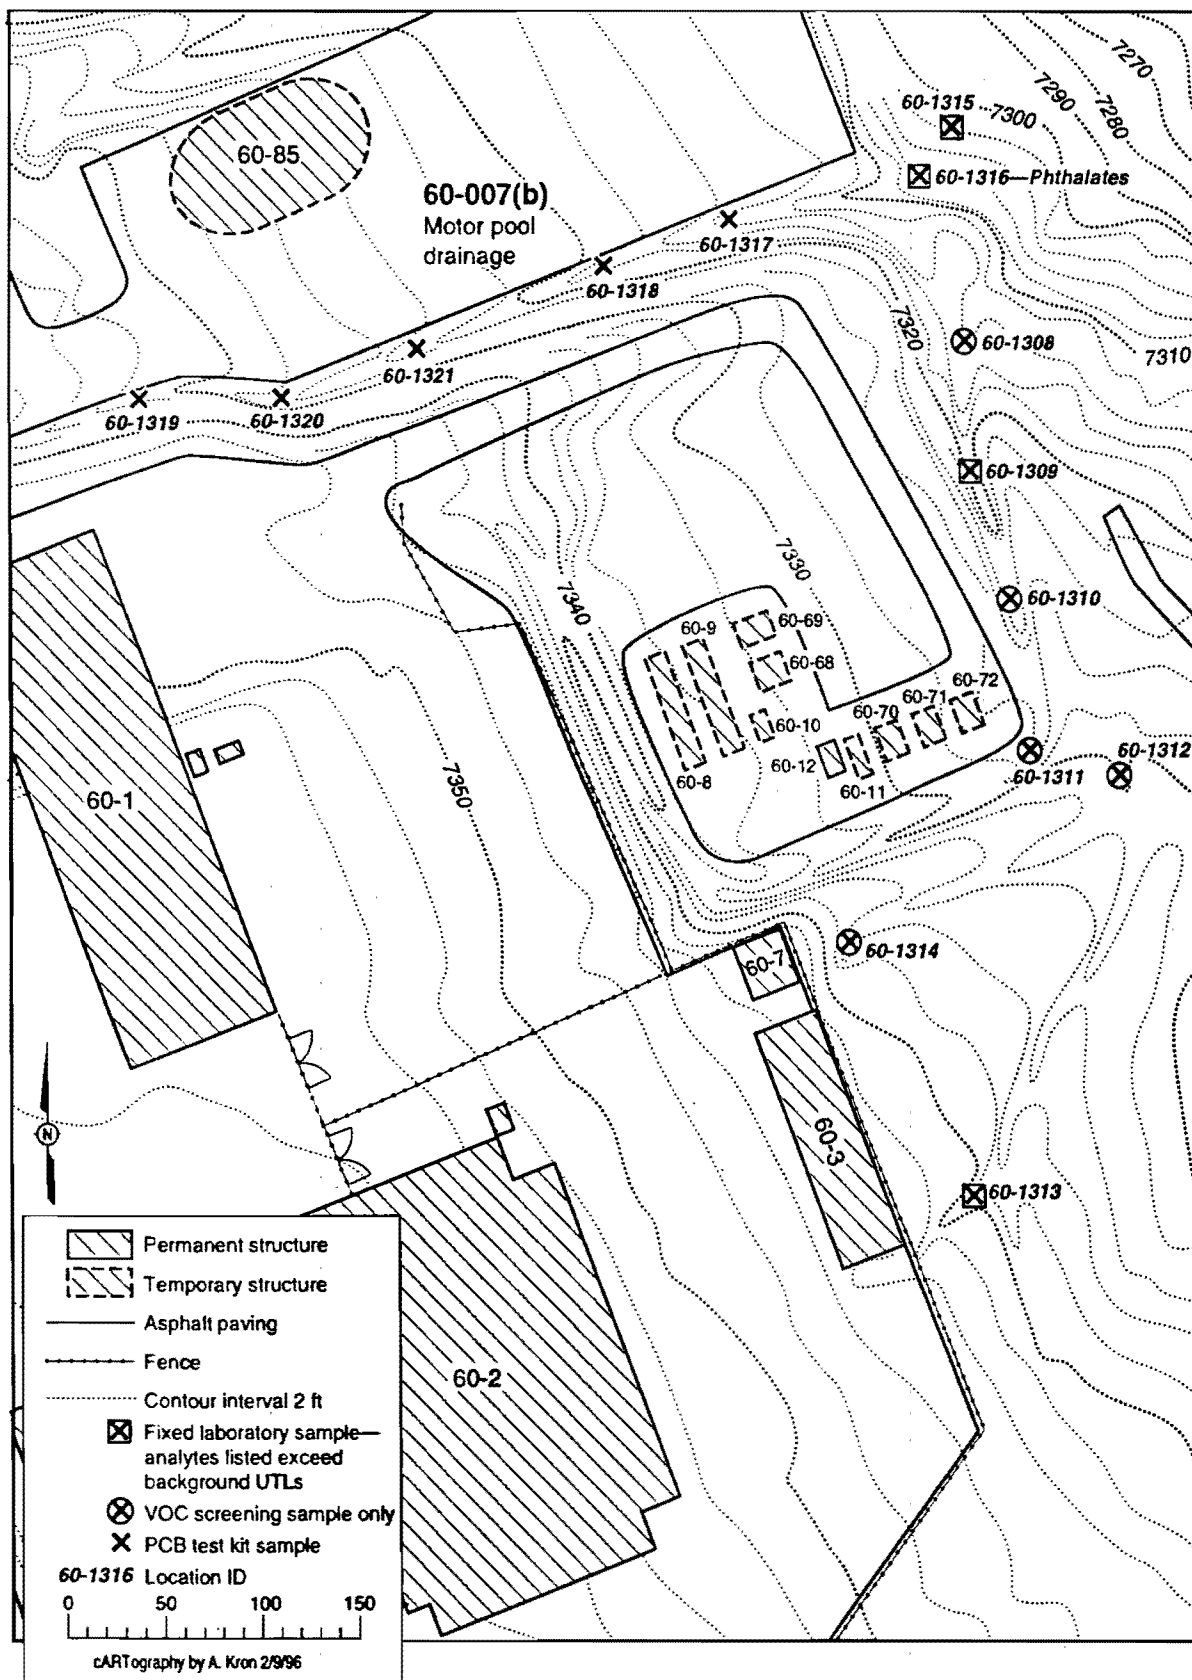 7270
7290
7280
60-1315
7300
60-85
60-1316—Phthalates
60-007(b)
Motor pool
drainage
60-1317
60-1318
7320
60-1308
7310
60-1321
60-1319
60-1320
60-1309
7330
7340
60-1310
60-9
60-69
60-68
60-72
60-71
60-70
60-10
60-12
60-8
60-11
60-1311
60-1312
7350
60-1
60-1314
60-7
N
60-3
60-1313
Permanent structure
Temporary structure
Asphalt paving
Fence
Contour interval 2 ft
Fixed laboratory sample—
analytes listed exceed
background UTLs
VOC screening sample only
PCB test kit sample
60-1316 Location ID
0 50 100 150
cARTography by A. Kron 2/9/96
60-2